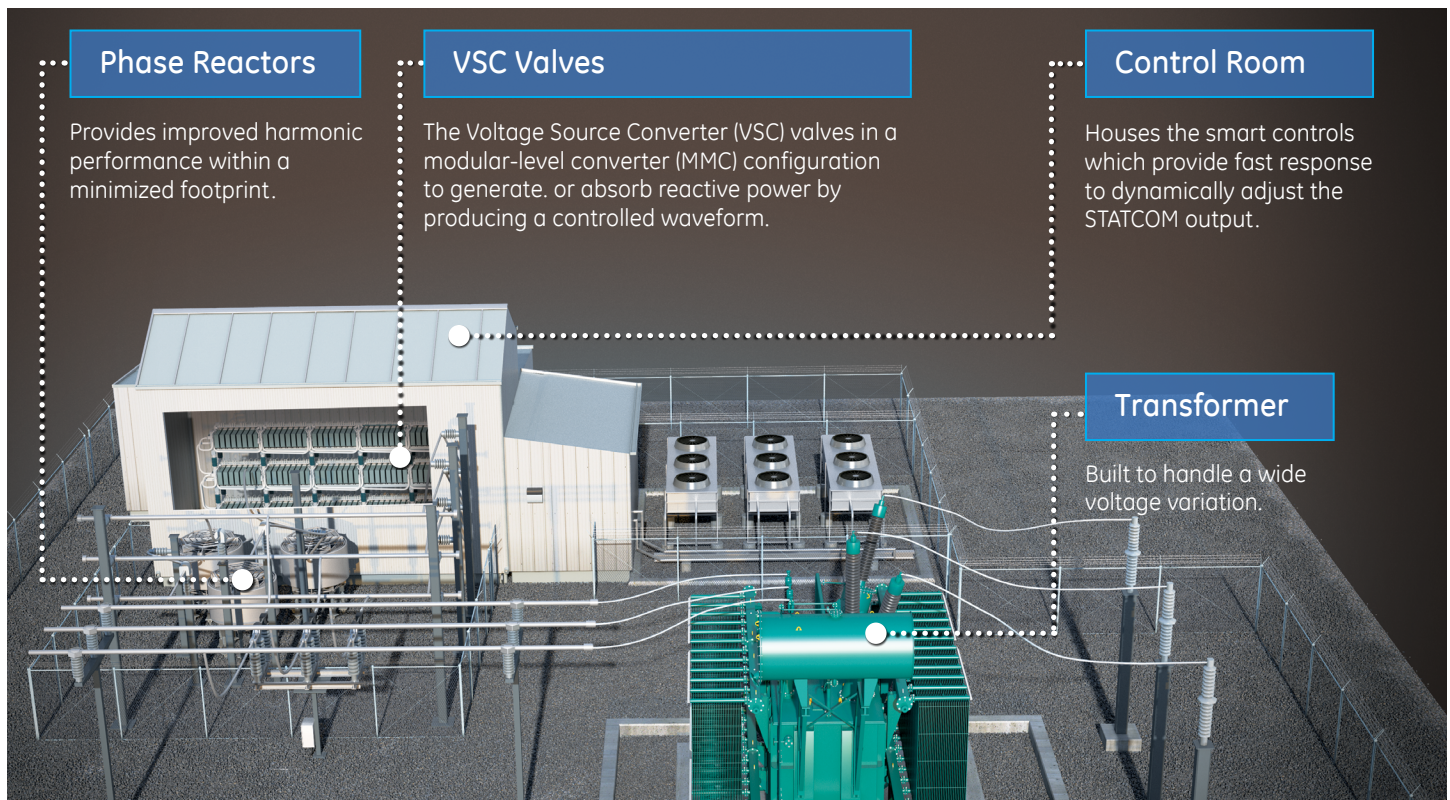 Phase Reactors
Provides improved harmonic
performance within a
minimized footprint.
VSC Valves
The Voltage Source Converter (VSC) valves in a
modular-level converter (MMC) configuration
to generate. or absorb reactive power by
producing a controlled waveform.
Control Room
Houses the smart controls
which provide fast response
to dynamically adjust the
STATCOM output.
Transformer
Built to handle a wide
voltage variation.